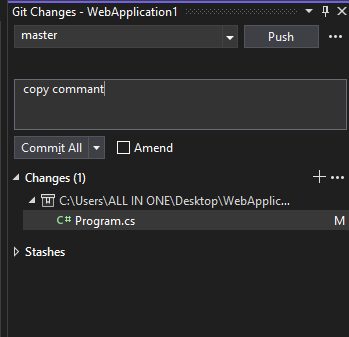 Git Changes - WebApplication1
master
Push
copy commant
Commit All
Amend
Changes (1)
C:\Users\ALL IN ONE\Desktop\WebApplic...
C# Program.cs M
Stashes